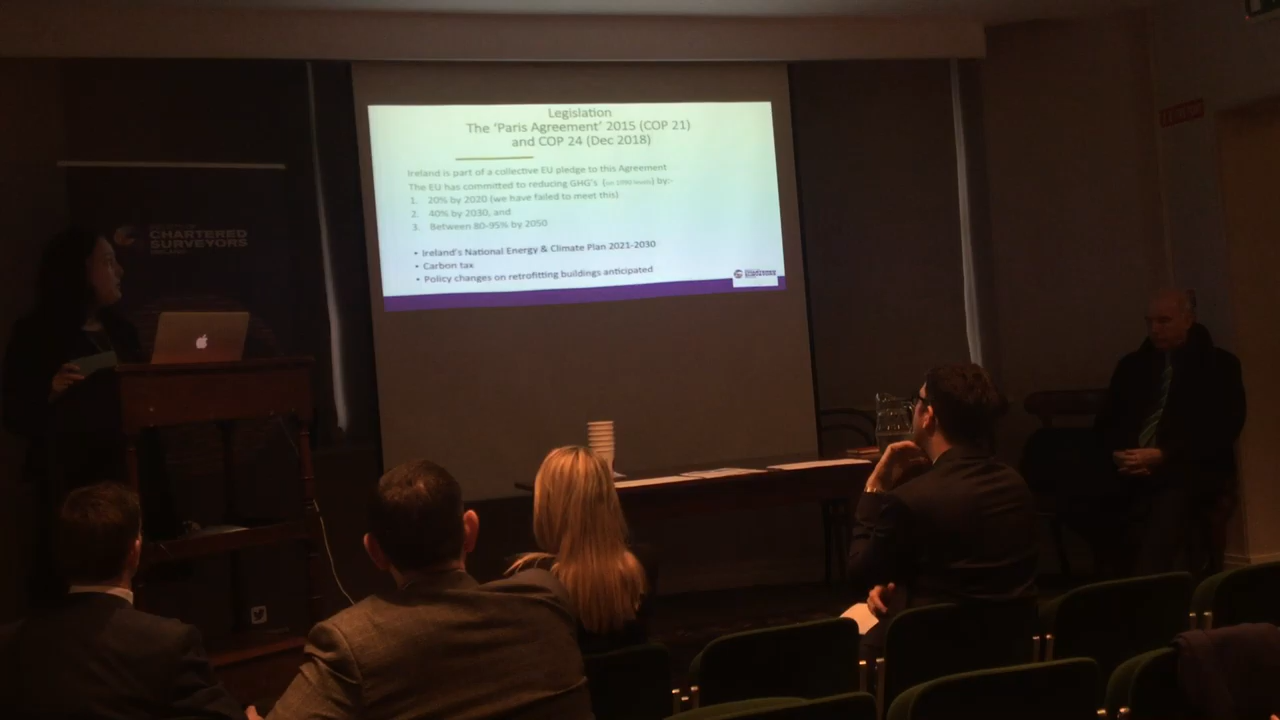 Legislation
The 'Paris Agreement' 2015 (COP 21)
and COP 24 (Dec 2018)
Ireland is part of a collective EU pledge to this Agreement
The EU has committed to reducing GHG's (on 1990 levels) by:-
1. 20% by 2020 (we have failed to meet this)
2. 40% by 2030, and
3. Between 80-95% by 2050
• Ireland's National Energy & Climate Plan 2021-2030
• Carbon tax
• Policy changes on retrofitting buildings anticipated
CHARTERED
SURVEYORS
IRELAND
CHARTERED
SURVEYORS